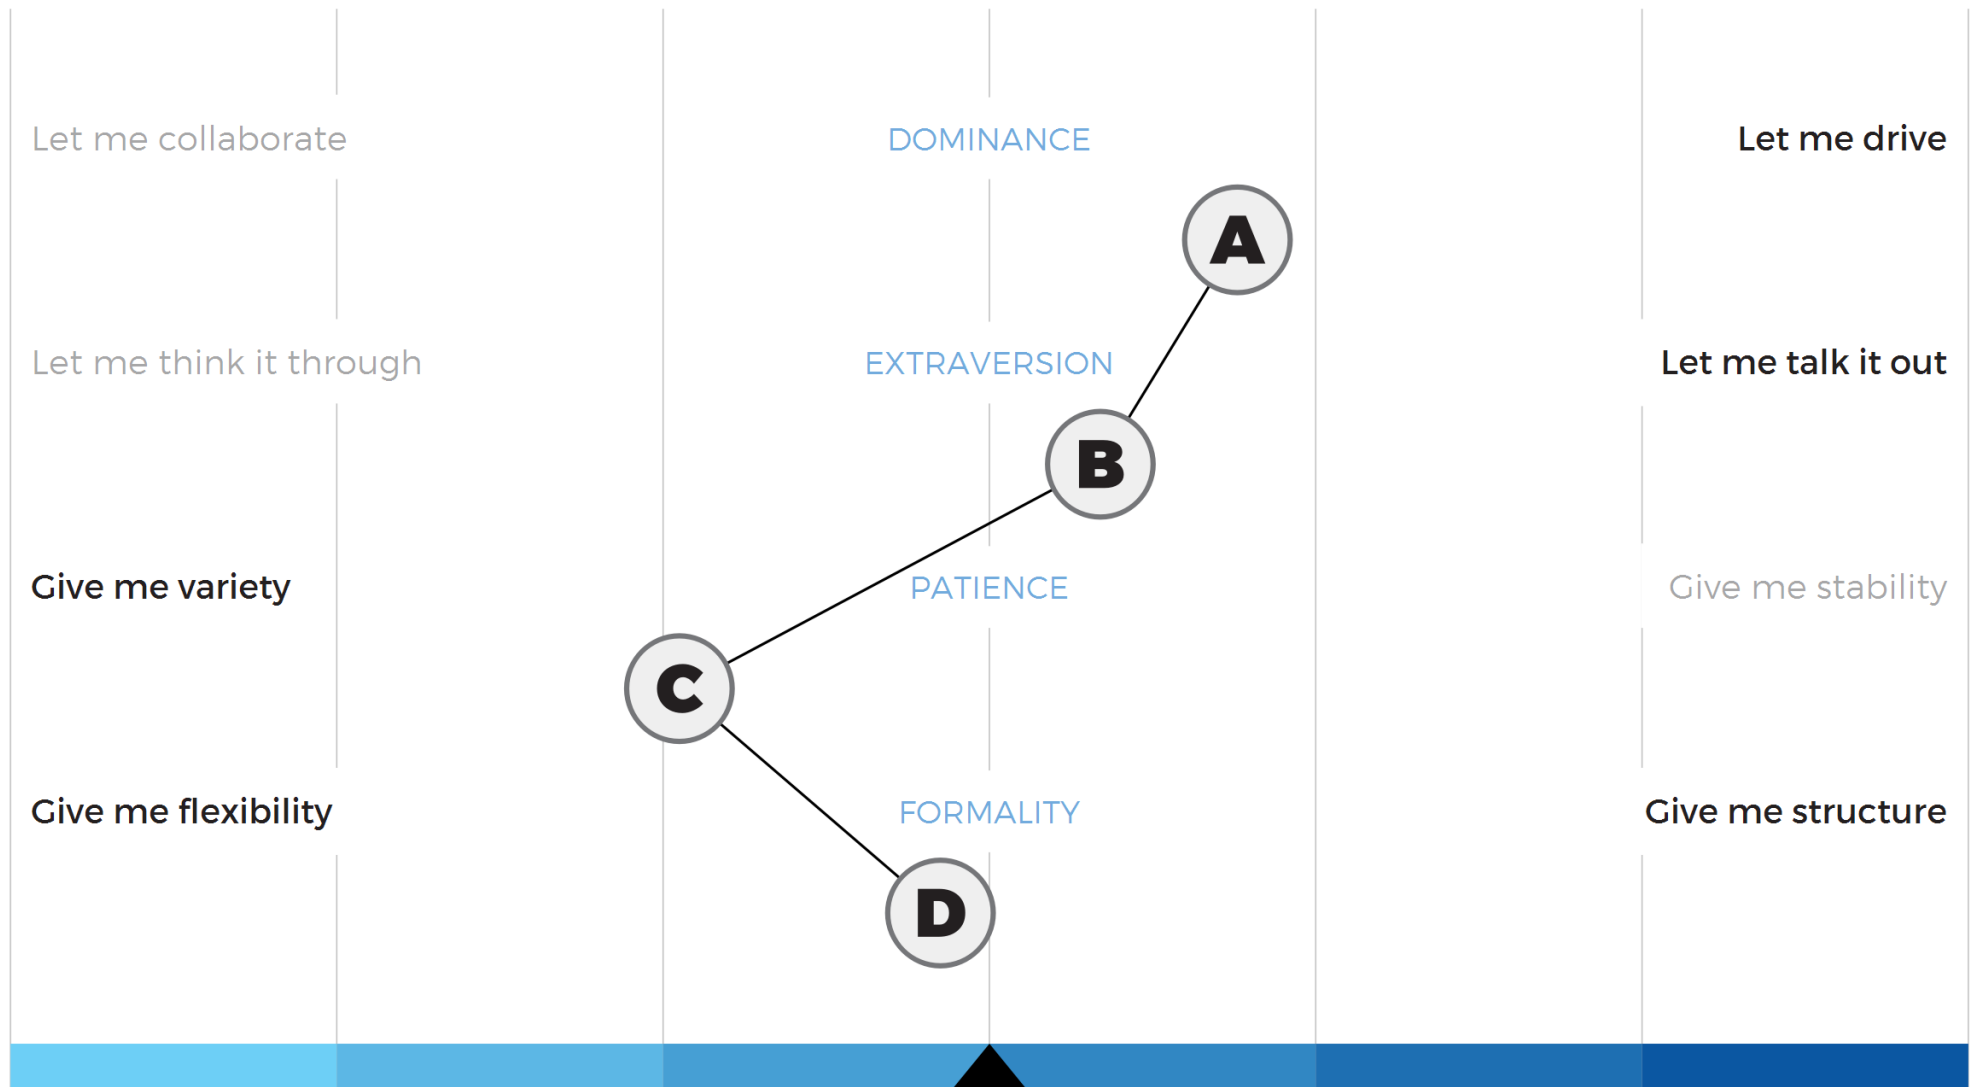 Let me collaborate
DOMINANCE
Let me drive
A
Let me think it through
EXTRAVERSION
Let me talk it out
B
Give me variety
PATIENCE
Give me stability
C
Give me flexibility
FORMALITY
Give me structure
D